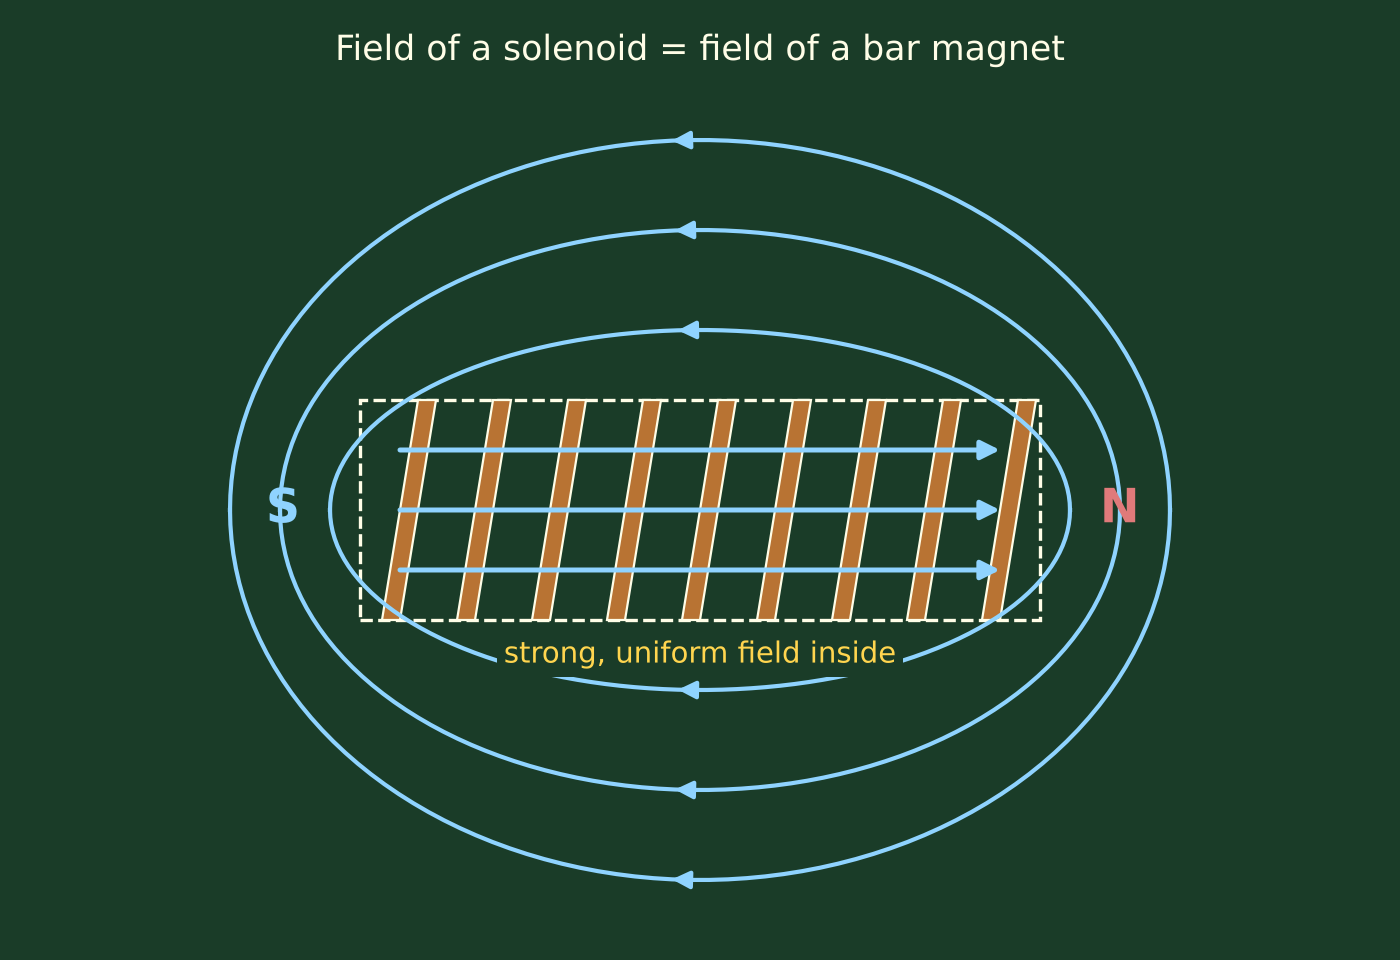 Field of a solenoid = field of a bar magnet
S
N
strong, uniform field inside